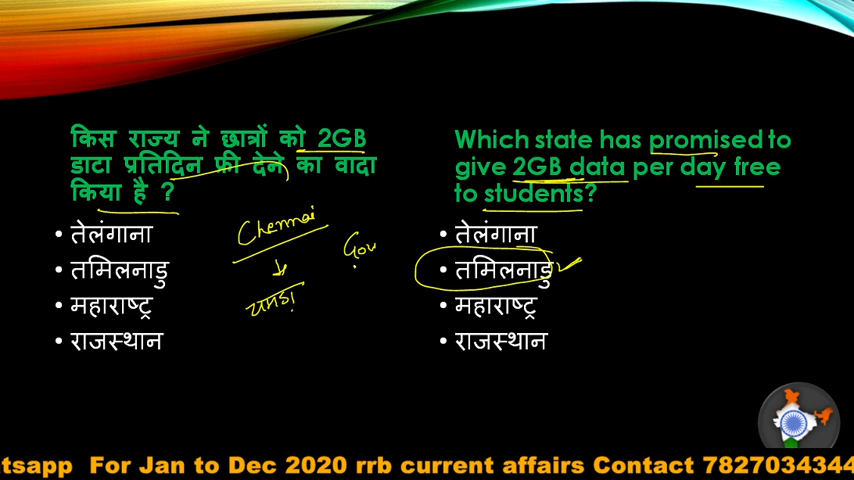 किस राज्य ने छात्रों को 2GB
डाटा प्रतिदिन फ्री देने का वादा
किया है ?
• तेलंगाना
• तमिलनाडु
• महाराष्ट्र
• राजस्थान
Chennai
Gov
Which state has promised to
give 2GB data per day free
to students?
• तेलंगाना
• तमिलनाडु
• महाराष्ट्र
• राजस्थान
tsapp For Jan to Dec 2020 rrb current affairs Contact 7827034344